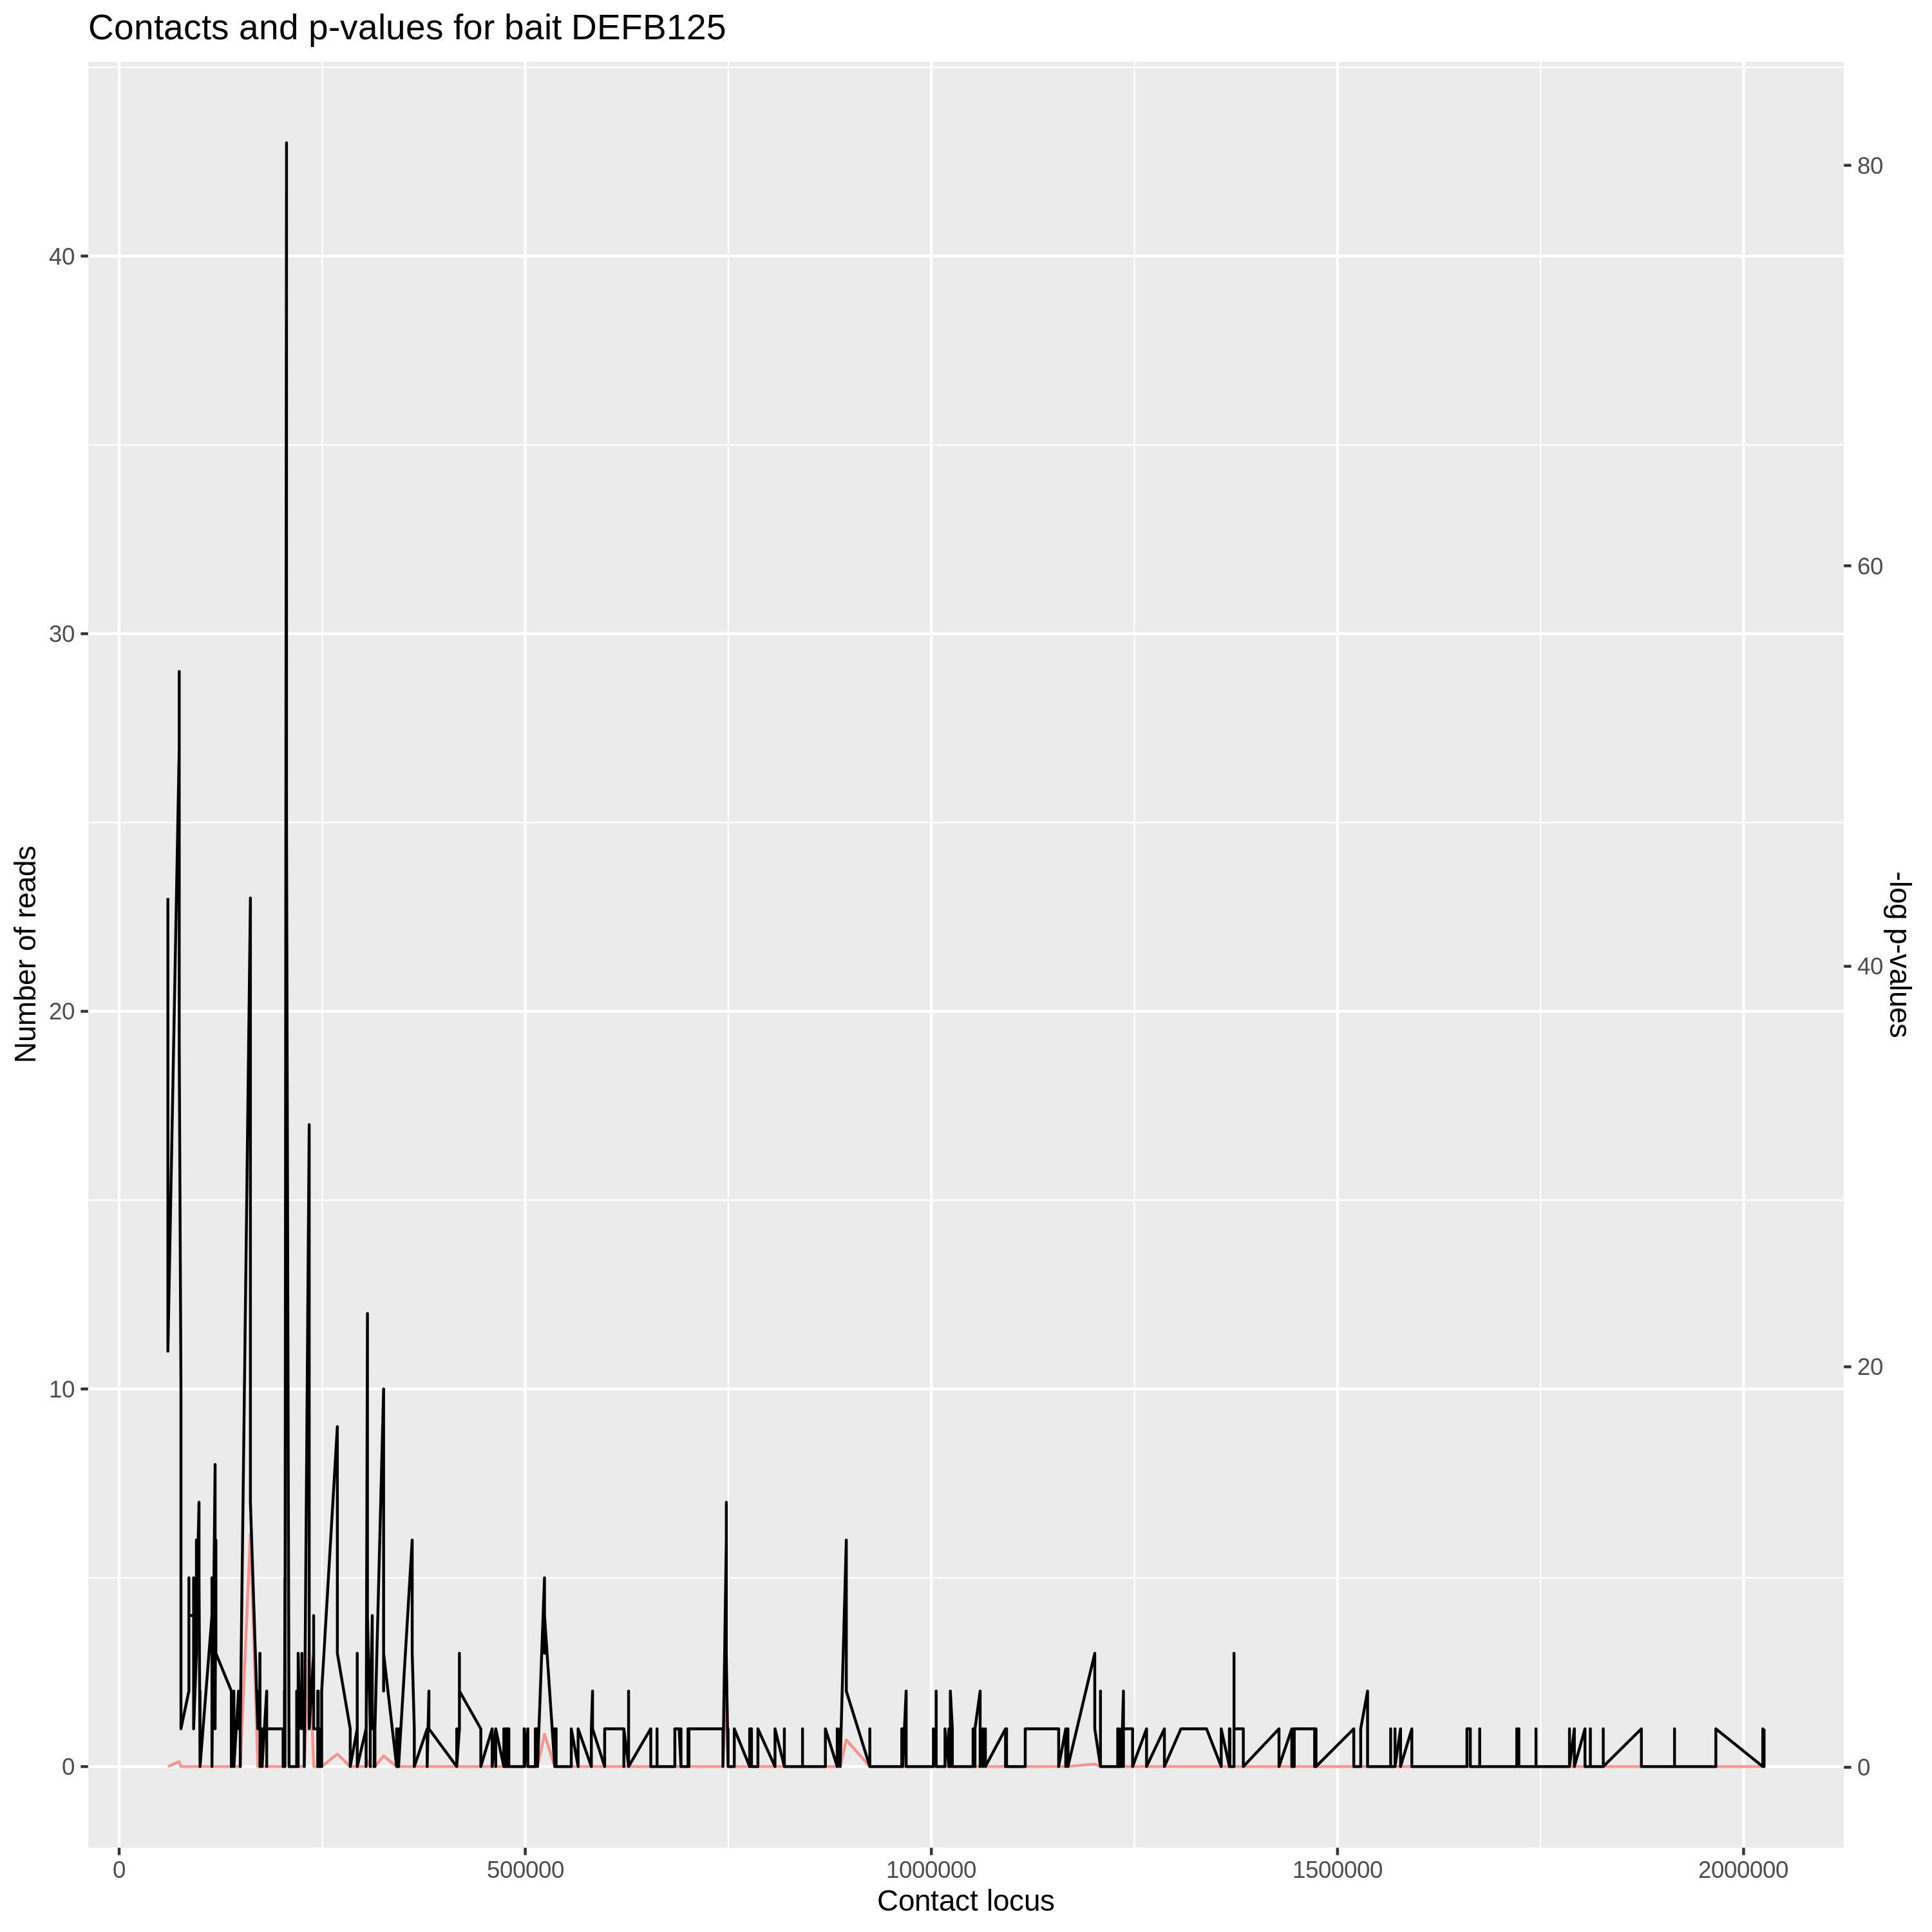 Contacts and p-values for bait DEFB125
Number of reads
40
30
20
10
0
80
60
40
20
0
-log p-values
0 500000 1000000 1500000 2000000
Contact locus